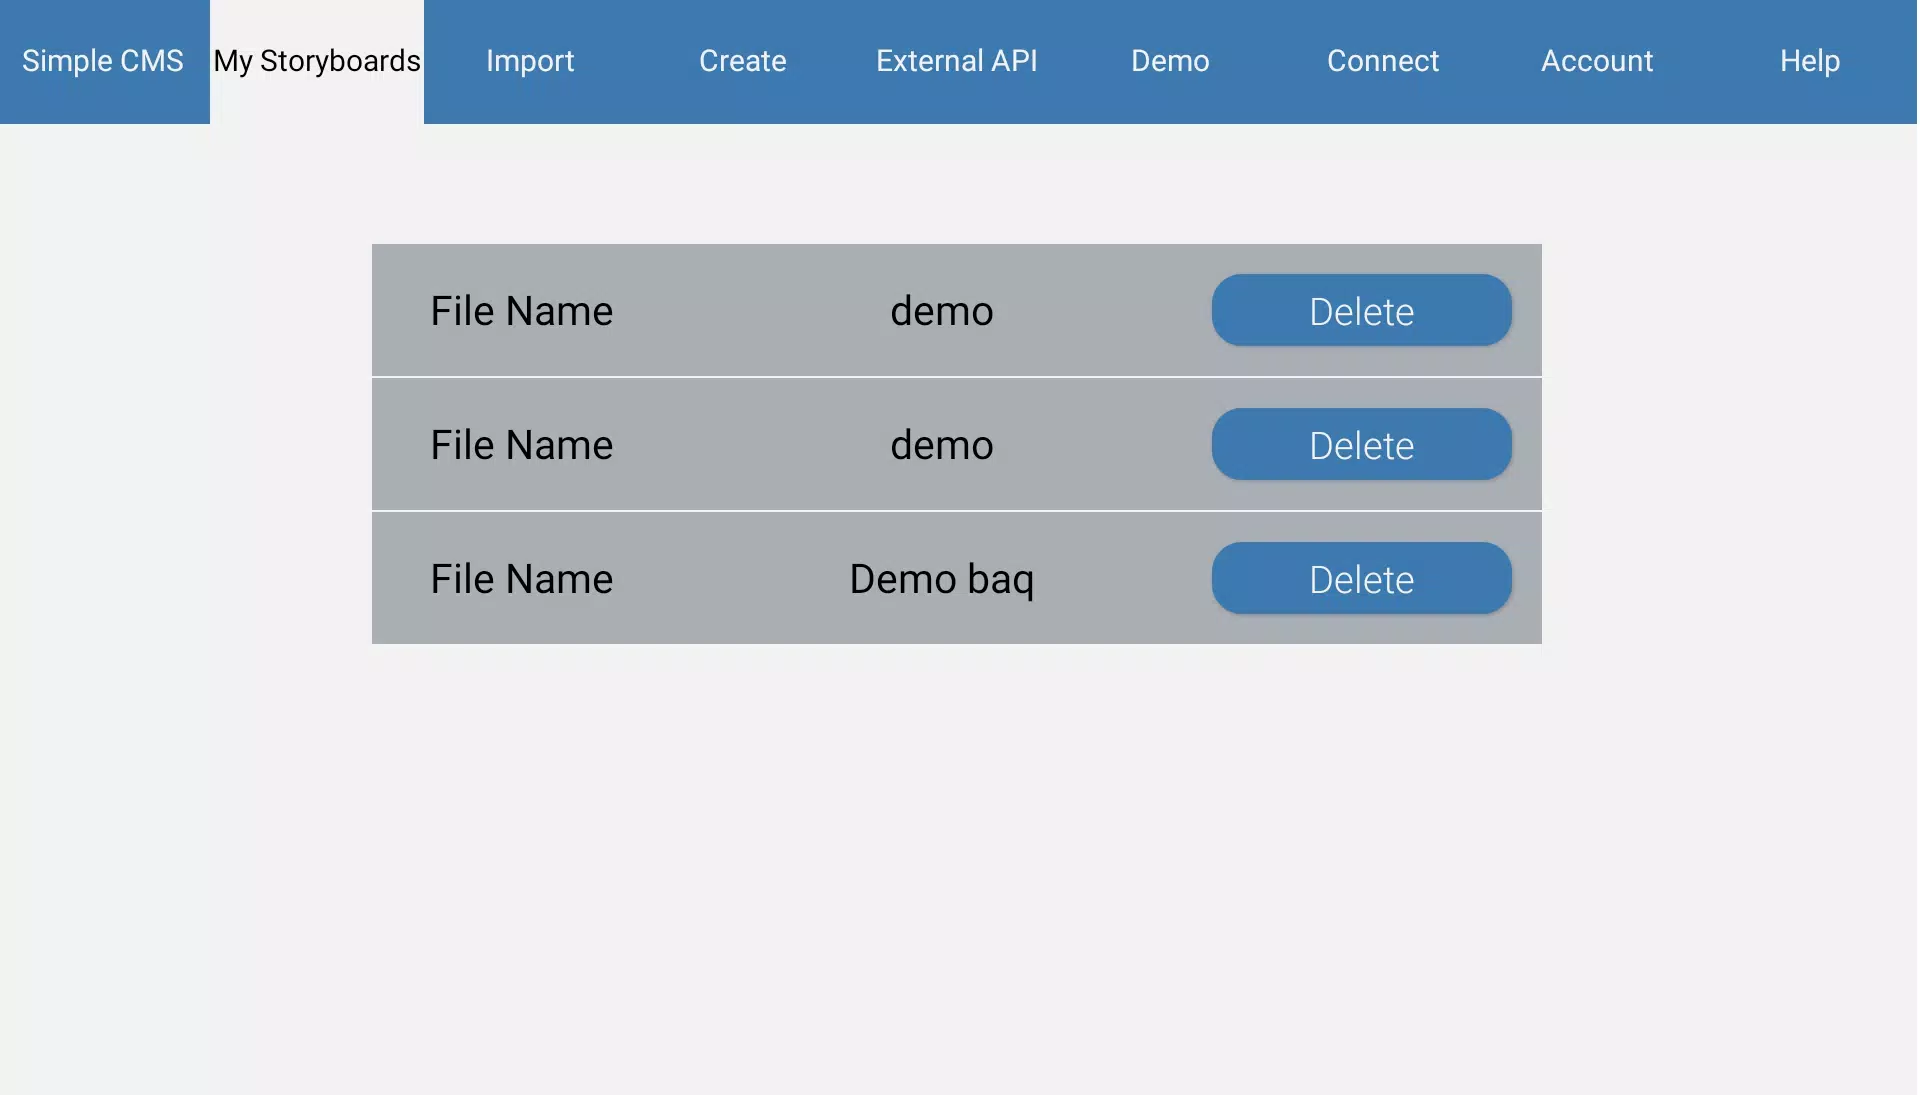 Simple CMS My Storyboards Import Create External API Demo Connect Account Help
File Name demo Delete
File Name demo Delete
File Name Demo baq Delete